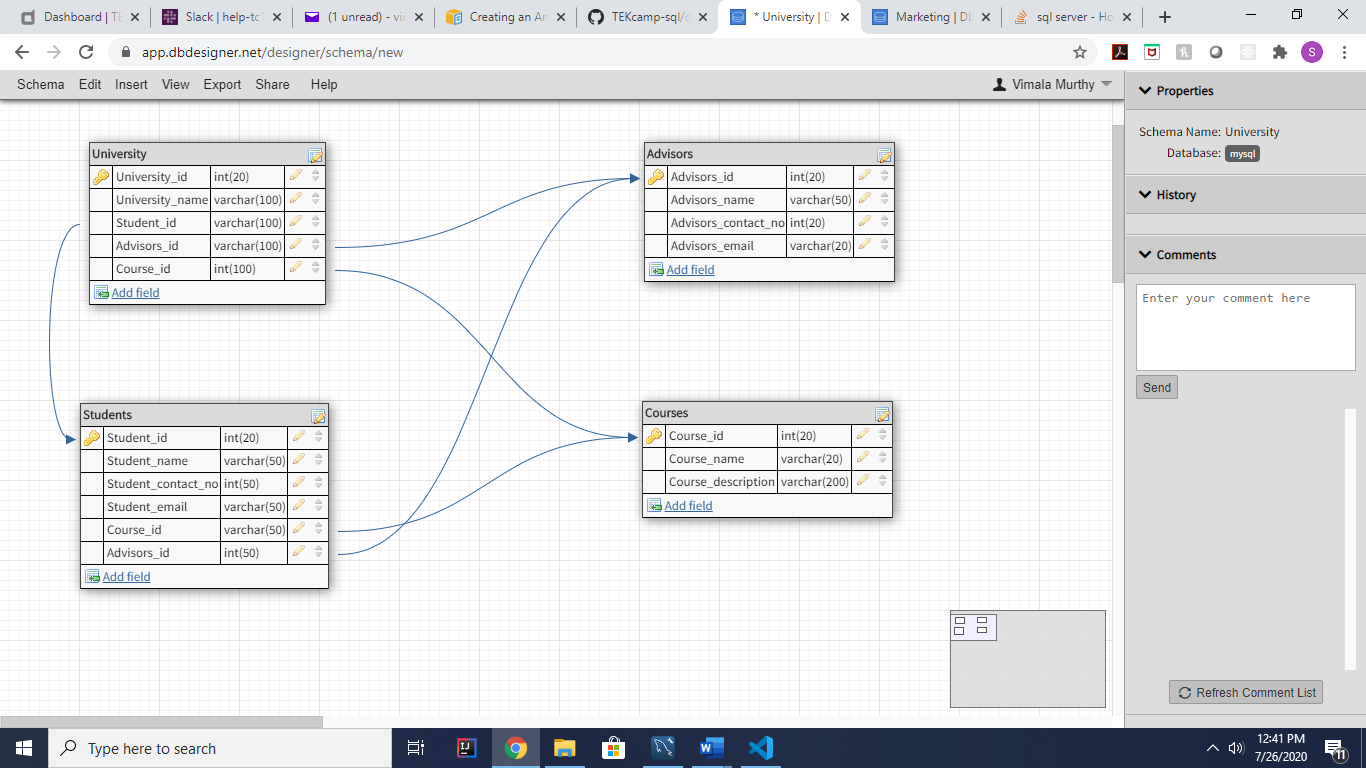 Dashboard | TE
Slack | help-tc
(1 unread) - vi
Creating an An
TEKcamp-sql/c
* University | D
Marketing | Db
sql server - Ho
app.dbdesigner.net/designer/schema/new
S
Schema Edit Insert View Export Share Help
Vimala Murthy
University
University_id int(20)
University_name varchar(100)
Student_id varchar(100)
Advisors_id varchar(100)
Course_id int(100)
Add field
Advisors
Advisors_id int(20)
Advisors_name varchar(50)
Advisors_contact_no int(20)
Advisors_email varchar(20)
Add field
Students
Student_id int(20)
Student_name varchar(50)
Student_contact_no int(50)
Student_email varchar(50)
Course_id varchar(50)
Advisors_id int(50)
Add field
Courses
Course_id int(20)
Course_name varchar(20)
Course_description varchar(200)
Add field
Properties
Schema Name: University
Database: mysql
History
Comments
Enter your comment here
Send
Refresh Comment List
Type here to search
12:41 PM
7/26/2020
11